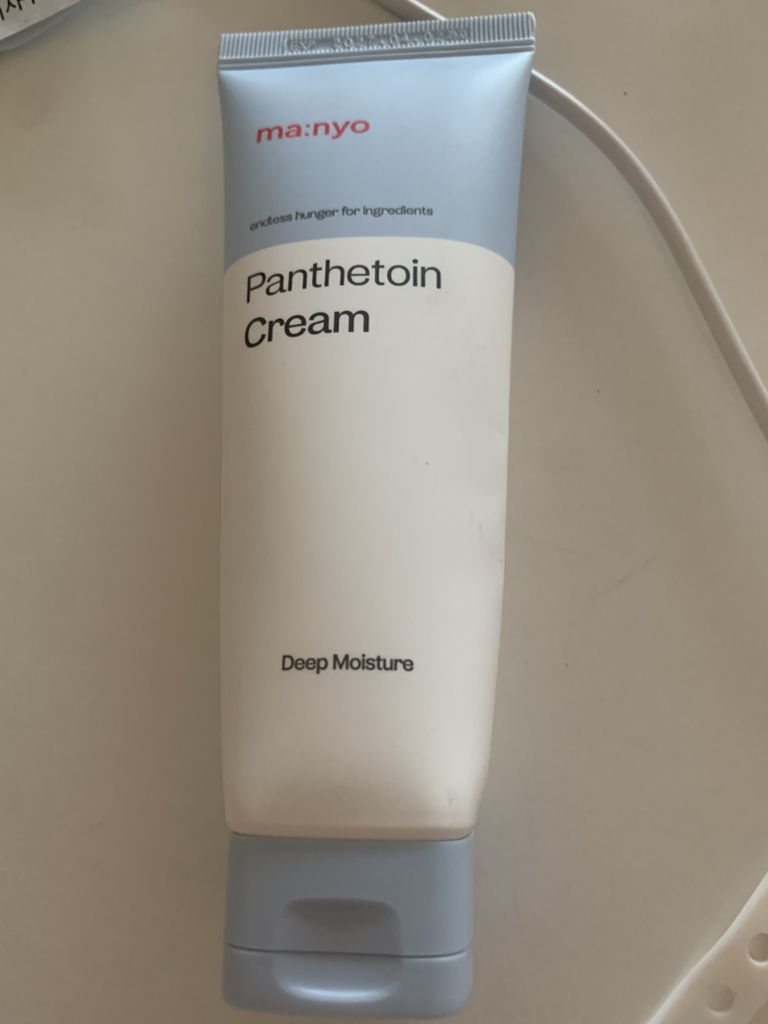 ma:nyo
endless hunger for ingredients
Panthetoin
Cream
Deep Moisture